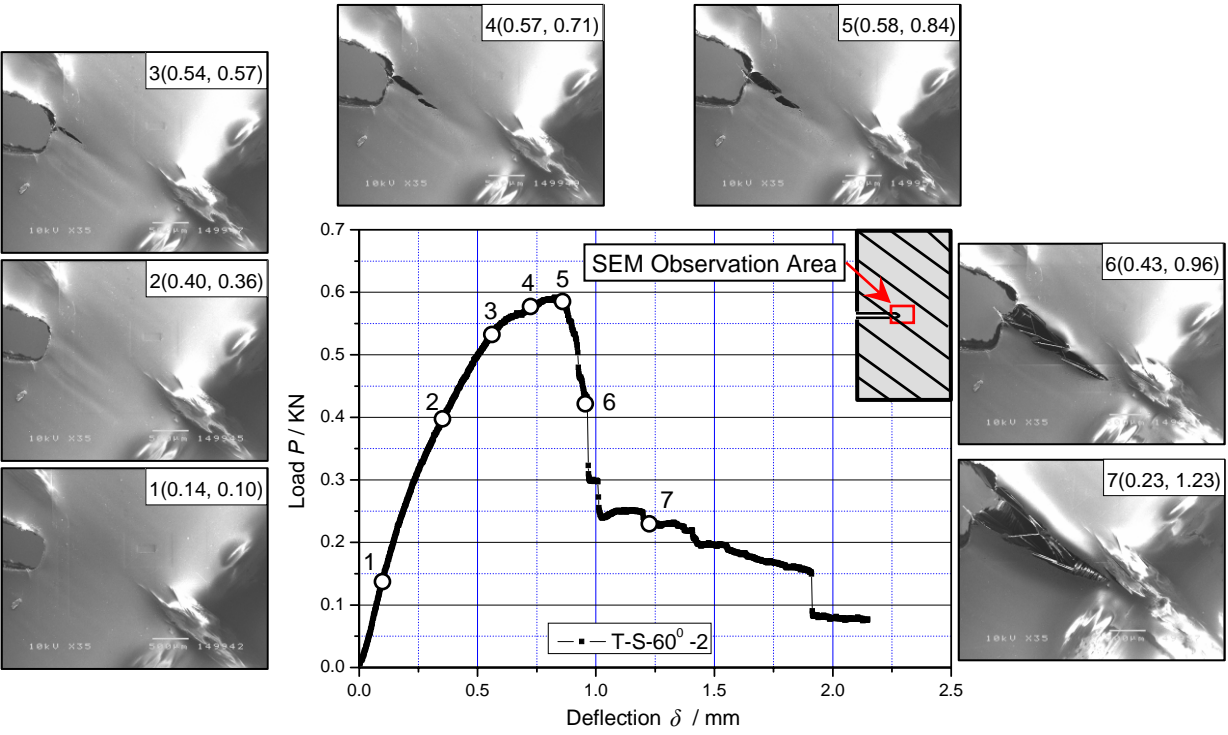 4(0.57, 0.71)
5(0.58, 0.84)
3(0.54, 0.57)
10kV X35
10kV X35
10kV X35 149947
0.7
SEM Observation Area
6(0.43, 0.96)
2(0.40, 0.36)
0.6
5
4
3
0.5
2
0.4
6
10kV X35
10kV X35 500μm 149945
1(0.14, 0.10)
0.3
7(0.23, 1.23)
7
0.2
1
0.1
10kV X35 500μm 149942
T-S-60⁰ -2
0.0
0.0 0.5 1.0 1.5 2.0 2.5
Load P / KN
Deflection δ / mm